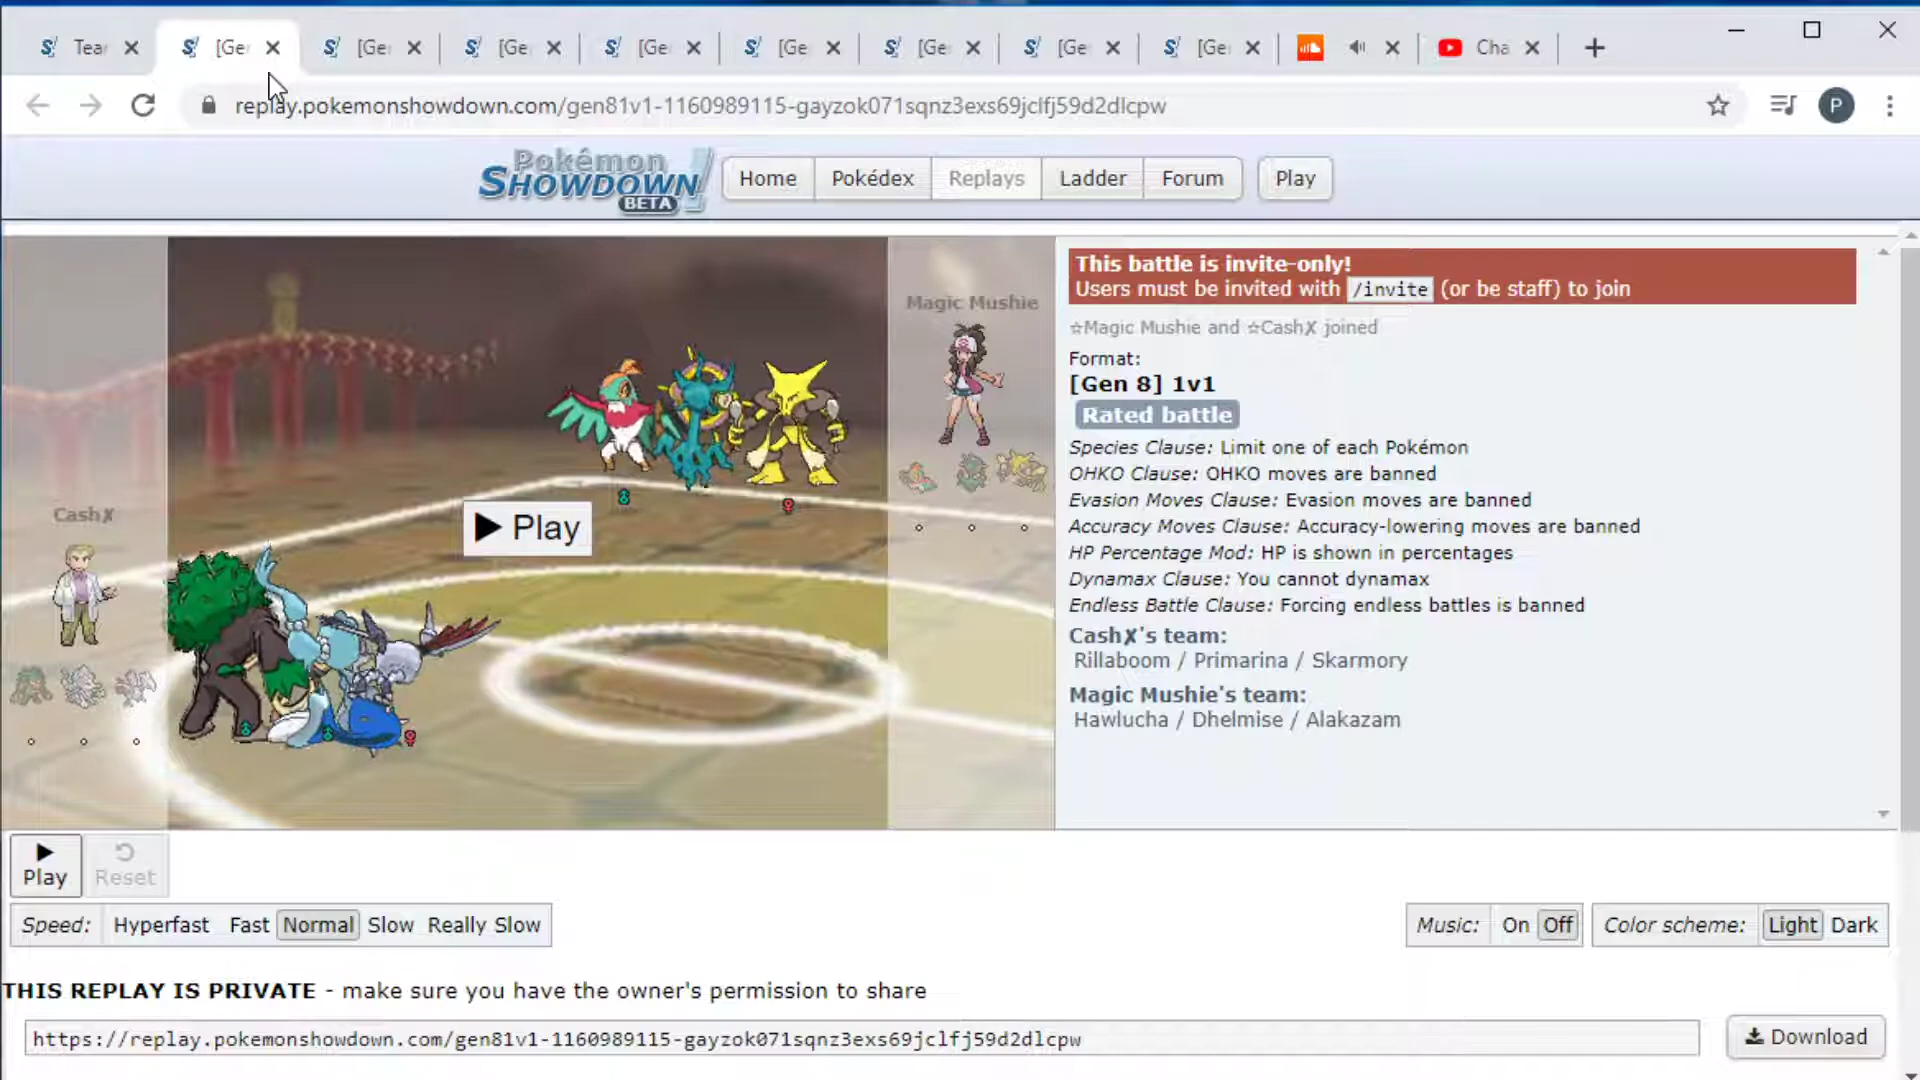 Tea
[Ge
[Ge
[Ge
[Ge
[Ge
[Ge
[Ge
[Ge
Cha
replay.pokemonshowdown.com/gen81v1-1160989115-gayzok071sqnz3exs69jclfj59d2dlcpw
P
Pokémon
SHOWDOWN
BETA
Home
Pokédex
Replays
Ladder
Forum
Play
Magic Mushie
Cash✗
Play
This battle is invite-only!
Users must be invited with /invite (or be staff) to join
☆Magic Mushie and ☆Cash✗ joined
Format:
[Gen 8] 1v1
Rated battle
Species Clause: Limit one of each Pokémon
OHKO Clause: OHKO moves are banned
Evasion Moves Clause: Evasion moves are banned
Accuracy Moves Clause: Accuracy-lowering moves are banned
HP Percentage Mod: HP is shown in percentages
Dynamax Clause: You cannot dynamax
Endless Battle Clause: Forcing endless battles is banned
Cash✗'s team:
Rillaboom / Primarina / Skarmory
Magic Mushie's team:
Hawlucha / Dhelmise / Alakazam
Play
Reset
Speed: Hyperfast Fast Normal Slow Really Slow
Music: On Off
Color scheme: Light Dark
THIS REPLAY IS PRIVATE - make sure you have the owner's permission to share
https://replay.pokemonshowdown.com/gen81v1-1160989115-gayzok071sqnz3exs69jclfj59d2dlcpw
Download